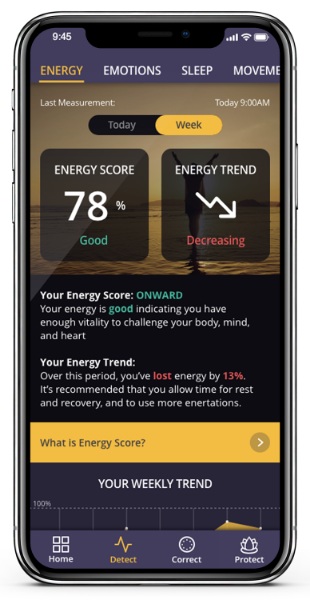 9:45
ENERGY EMOTIONS SLEEP MOVEME
Last Measurement: Today 9:00AM
Today Week
ENERGY SCORE ENERGY TREND
78 %
Good Decreasing
Your Energy Score: ONWARD
Your energy is good indicating you have
enough vitality to challenge your body, mind,
and heart
Your Energy Trend:
Over this period, you've lost energy by 13%.
It's recommended that you allow time for rest
and recovery, and to use more enertations.
What is Energy Score?
YOUR WEEKLY TREND
100%
Home Detect Correct Protect